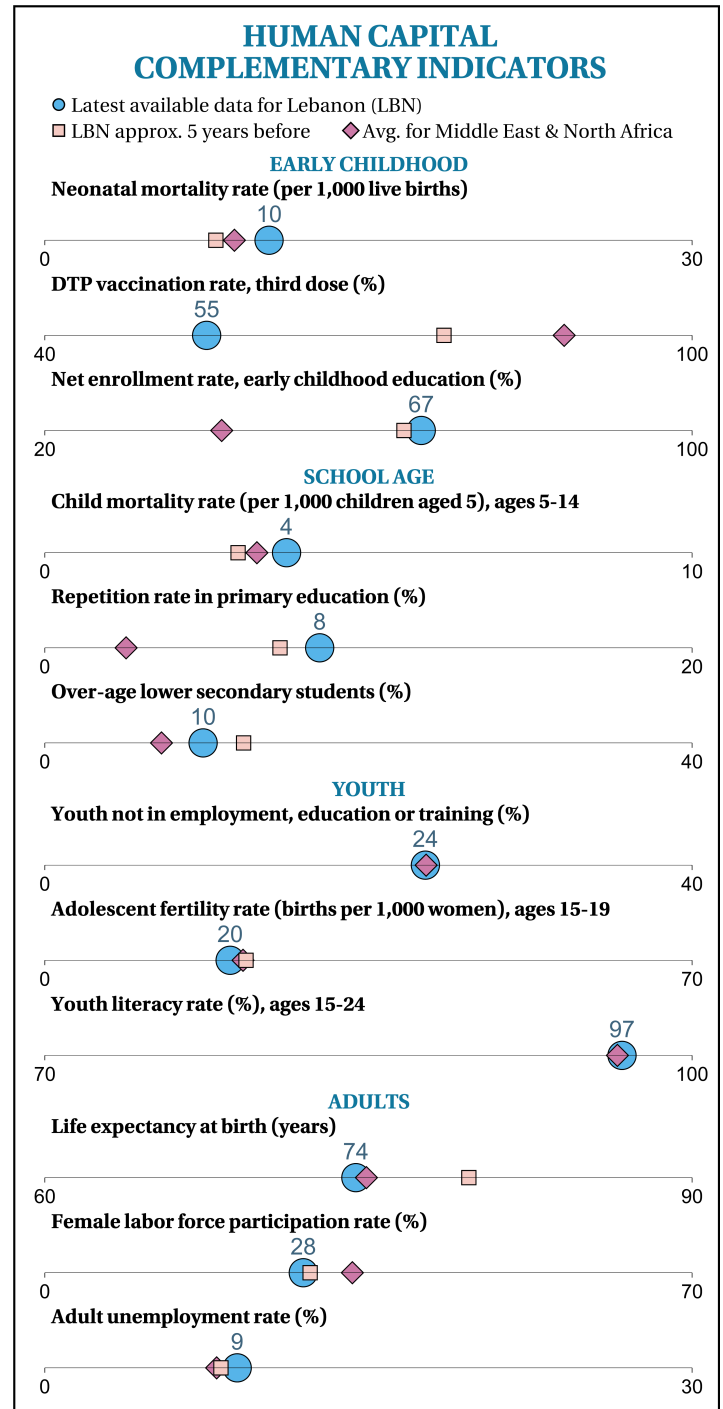 HUMAN CAPITAL
COMPLEMENTARY INDICATORS
Latest available data for Lebanon (LBN)
LBN approx. 5 years before Avg. for Middle East & North Africa
EARLY CHILDHOOD
Neonatal mortality rate (per 1,000 live births)
10
0 30
DTP vaccination rate, third dose (%)
55
40 100
Net enrollment rate, early childhood education (%)
67
20 100
SCHOOL AGE
Child mortality rate (per 1,000 children aged 5), ages 5-14
4
0 10
Repetition rate in primary education (%)
8
0 20
Over-age lower secondary students (%)
10
0 40
YOUTH
Youth not in employment, education or training (%)
24
0 40
Adolescent fertility rate (births per 1,000 women), ages 15-19
20
0 70
Youth literacy rate (%), ages 15-24
97
70 100
ADULTS
Life expectancy at birth (years)
74
60 90
Female labor force participation rate (%)
28
0 70
Adult unemployment rate (%)
9
0 30